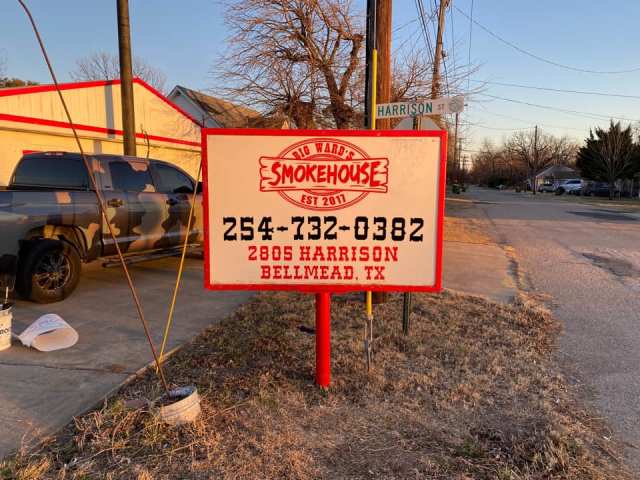 HARRISON ST
BIG WARD'S
SMOKEHOUSE
EST 2017
254-732-0382
2805 HARRISON
BELLMEAD, TX